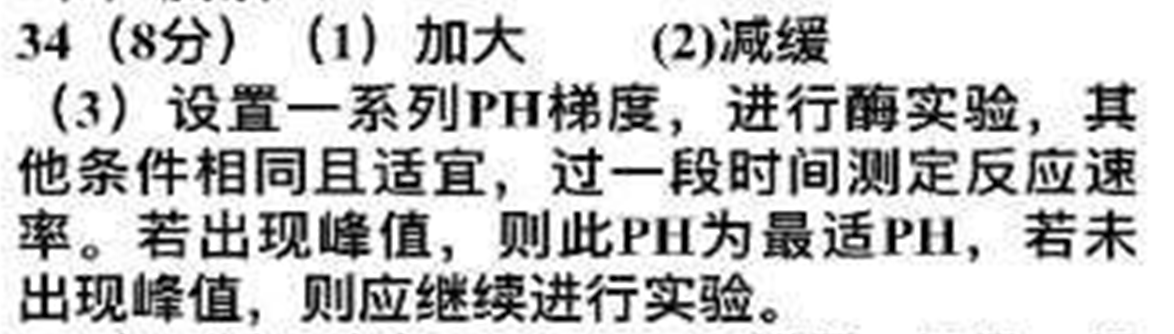 34（8分）（1）加大 (2)减缓
（3）设置一系列PH梯度，进行酶实验，其
他条件相同且适宜，过一段时间测定反应速
率。若出现峰值，则此PH为最适PH，若未
出现峰值，则应继续进行实验。